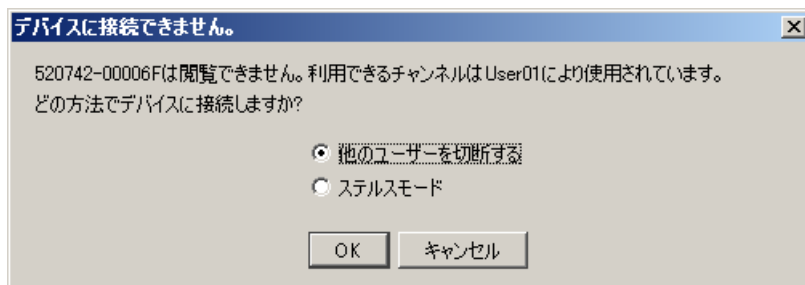 デバイスに接続できません。
520742-00006Fは閲覧できません。利用できるチャンネルはUser01により使用されています。
どの方法でデバイスに接続しますか?
他のユーザーを切断する
ステルスモード
OK キャンセル